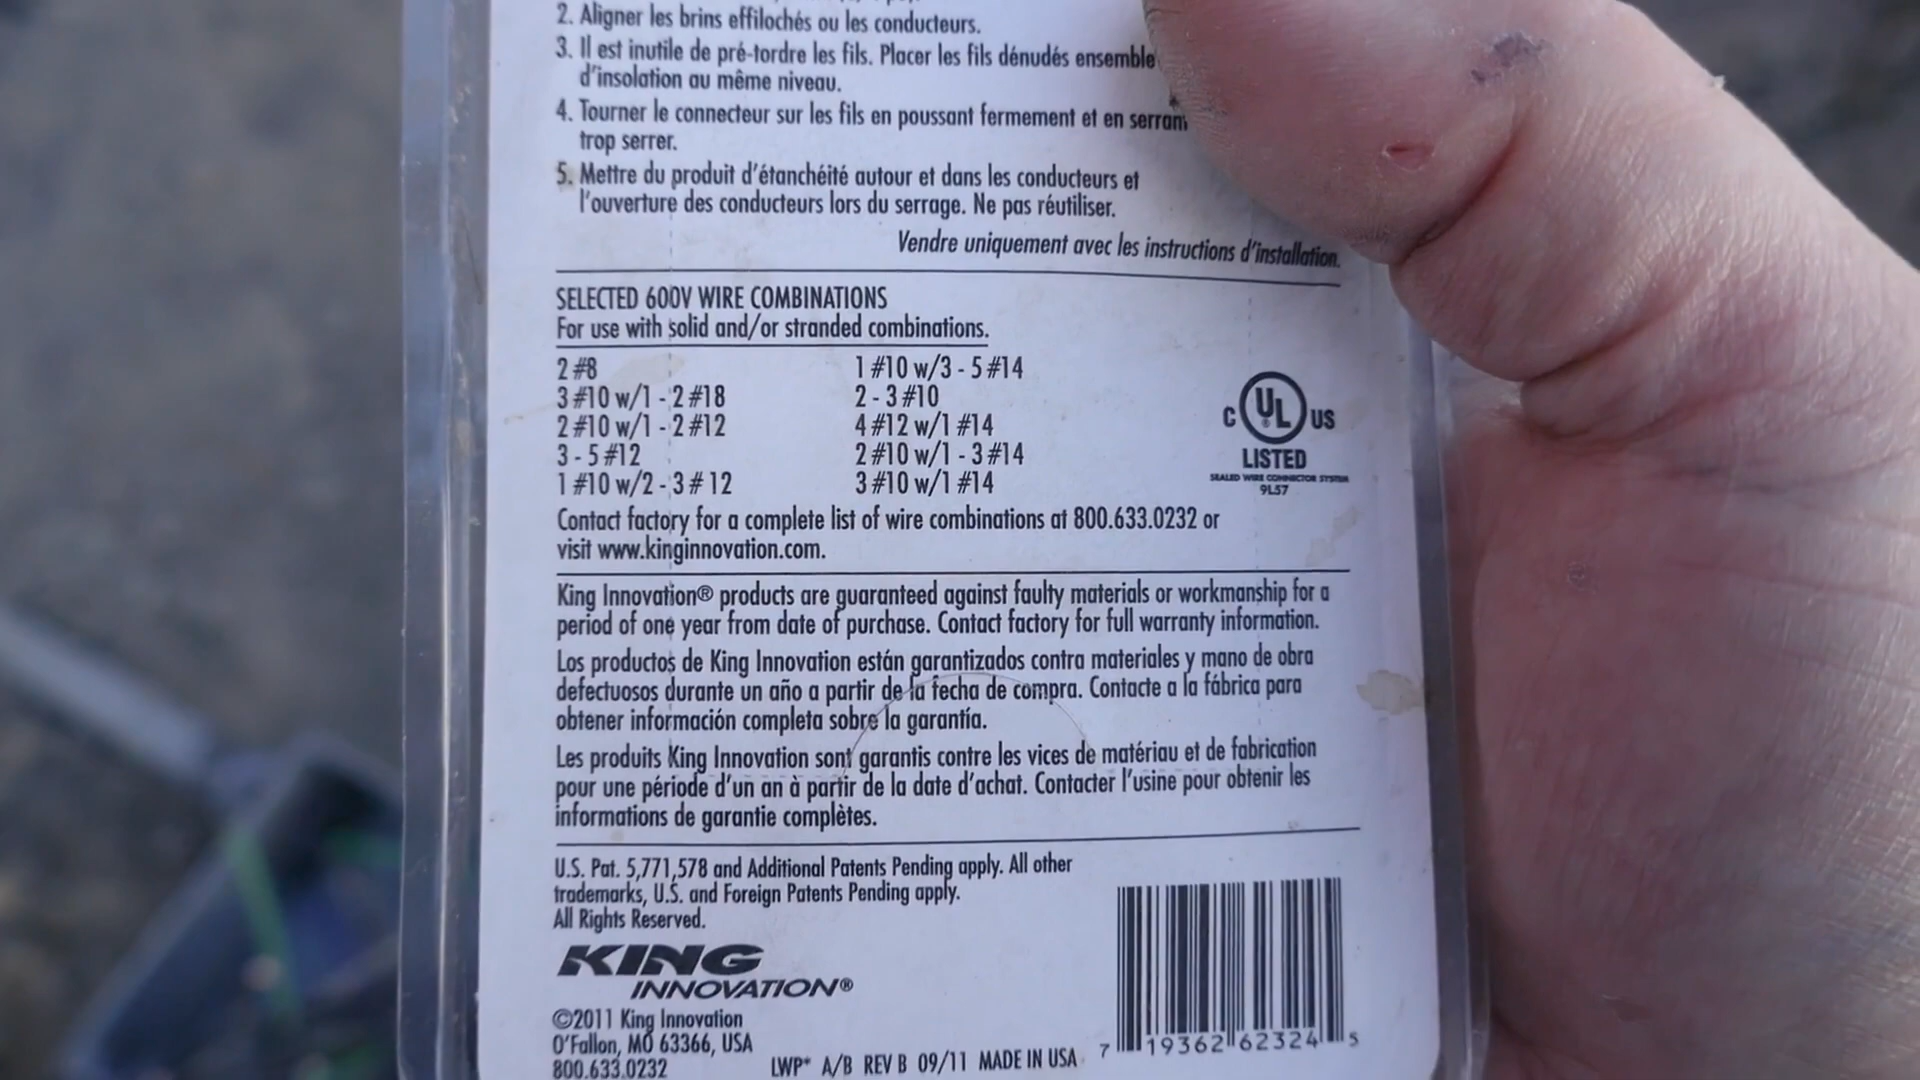 2. Aligner les brins effilochés ou les conducteurs.
3. Il est inutile de pré-tordre les fils. Placer les fils dénudés ensemble
d'insolation au même niveau.
4. Tourner le connecteur sur les fils en poussant fermement et en
trop serrer.
5. Mettre du produit d'étanchéité autour et dans les conducteurs et
l'ouverture des conducteurs lors du serrage. Ne pas réutiliser.
Vendre uniquement avec les instructions d'installation.
SELECTED 600V WIRE COMBINATIONS
For use with solid and/or stranded combinations.
2 #8
3 #10 w/1 - 2 #18
2 #10 w/1 - 2 #12
3 - 5 #12
1 #10 w/2 - 3 # 12
1 #10 w/3 - 5 #14
2 - 3 #10
4 #12 w/1 #14
2 #10 w/1 - 3 #14
3 #10 w/1 #14
C UL ® US
LISTED
SEALED WIRE CONNECTOR SYSTEM
9L57
Contact factory for a complete list of wire combinations at 800.633.0232 or
visit www.kinginnovation.com.
King Innovation® products are guaranteed against faulty materials or workmanship for a
period of one year from date of purchase. Contact factory for full warranty information.
Los productos de King Innovation están garantizados contra materiales y mano de obra
defectuosos durante un año a partir de la fecha de compra. Contacte a la fábrica para
obtener información completa sobre la garantía.
Les produits King Innovation sont garantis contre les vices de matériau et de fabrication
pour une période d'un an à partir de la date d'achat. Contacter l'usine pour obtenir les
informations de garantie complètes.
U.S. Pat. 5,771,578 and Additional Patents Pending apply. All other
trademarks, U.S. and Foreign Patents Pending apply.
All Rights Reserved.
KING
INNOVATION®
©2011 King Innovation
O'Fallon, MO 63366, USA
800.633.0232
LWP* A/B REV B 09/11 MADE IN USA
7 19362 62324 5